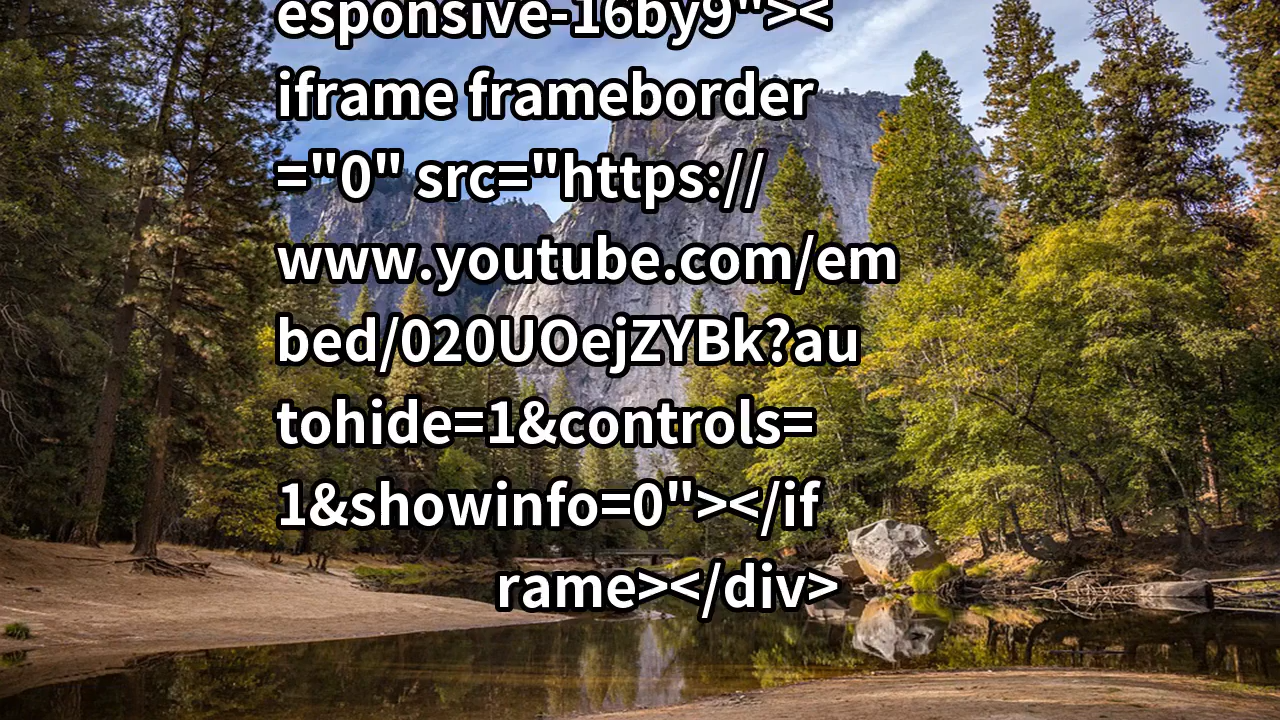 esponsive-16by9"><
iframe frameborder
="0" src="https://
www.youtube.com/em
bed/020UOejZYBk?au
tohide=1&controls=
1&showinfo=0"></if
rame></div>